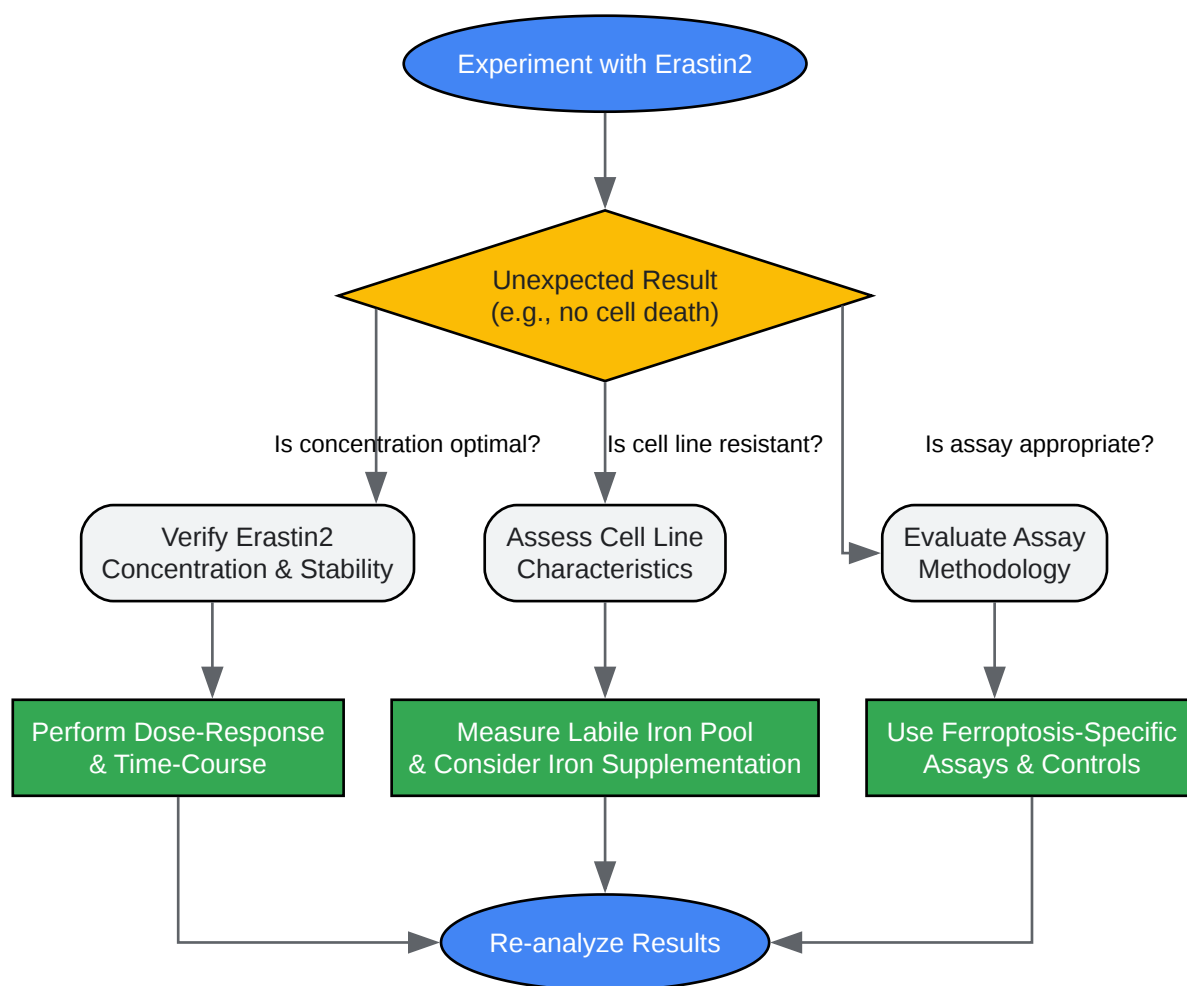 Experiment with Erastin2
Unexpected Result
(e.g., no cell death)
Is concentration optimal?
Is cell line resistant?
Is assay appropriate?
Verify Erastin2
Concentration & Stability
Assess Cell Line
Characteristics
Evaluate Assay
Methodology
Perform Dose-Response
& Time-Course
Measure Labile Iron Pool
& Consider Iron Supplementation
Use Ferroptosis-Specific
Assays & Controls
Re-analyze Results